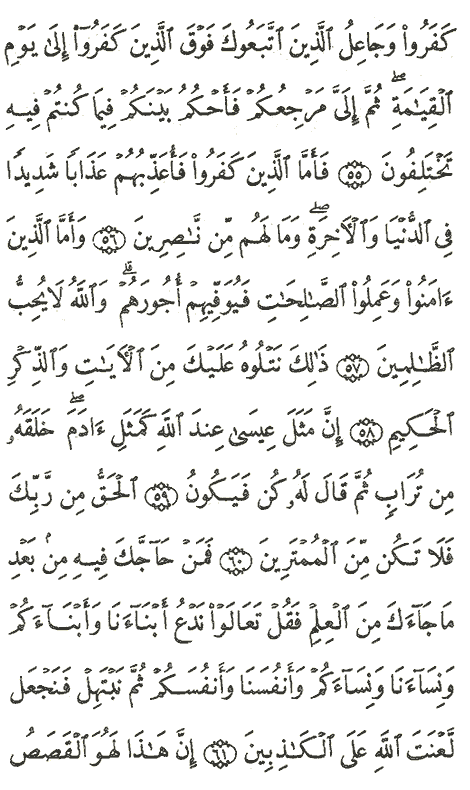 كَفَرُوا۟ وَجَاعِلُ ٱلَّذِينَ ٱتَّبَعُوكَ فَوْقَ ٱلَّذِينَ كَفَرُوٓا۟ إِلَىٰ يَوْمِ
ٱلْقِيَٰمَةِ ۖ ثُمَّ إِلَىَّ مَرْجِعُكُمْ فَأَحْكُمُ بَيْنَكُمْ فِيمَا كُنتُمْ فِيهِ
تَخْتَلِفُونَ ٥٥ فَأَمَّا ٱلَّذِينَ كَفَرُوا۟ فَأُعَذِّبُهُمْ عَذَابًا شَدِيدًا
فِى ٱلدُّنْيَا وَٱلْءَاخِرَةِ ۖ وَمَا لَهُم مِّن نَّٰصِرِينَ ٥٦ وَأَمَّا ٱلَّذِينَ
ءَامَنُوا۟ وَعَمِلُوا۟ ٱلصَّٰلِحَٰتِ فَيُوَفِّيهِمْ أُجُورَهُمْ ۗ وَٱللَّهُ لَا يُحِبُّ
ٱلظَّٰلِمِينَ ٥٧ ذَٰلِكَ نَتْلُوهُ عَلَيْكَ مِنَ ٱلْءَايَٰتِ وَٱلذِّكْرِ
ٱلْحَكِيمِ ٥٨ إِنَّ مَثَلَ عِيسَىٰ عِندَ ٱللَّهِ كَمَثَلِ ءَادَمَ ۖ خَلَقَهُۥ
مِن تُرَابٍ ثُمَّ قَالَ لَهُۥ كُن فَيَكُونُ ٥٩ ٱلْحَقُّ مِن رَّبِّكَ
فَلَا تَكُن مِّنَ ٱلْمُمْتَرِينَ ٦٠ فَمَنْ حَآجَّكَ فِيهِ مِنۢ بَعْدِ
مَا جَآءَكَ مِنَ ٱلْعِلْمِ فَقُلْ تَعَالَوْا۟ نَدْعُ أَبْنَآءَنَا وَأَبْنَآءَكُمْ
وَنِسَآءَنَا وَنِسَآءَكُمْ وَأَنفُسَنَا وَأَنفُسَكُمْ ثُمَّ نَبْتَهِلْ فَنَجْعَل
لَّعْنَتَ ٱللَّهِ عَلَى ٱلْكَٰذِبِينَ ٦١ إِنَّ هَٰذَا لَهُوَ ٱلْقَصَصُ